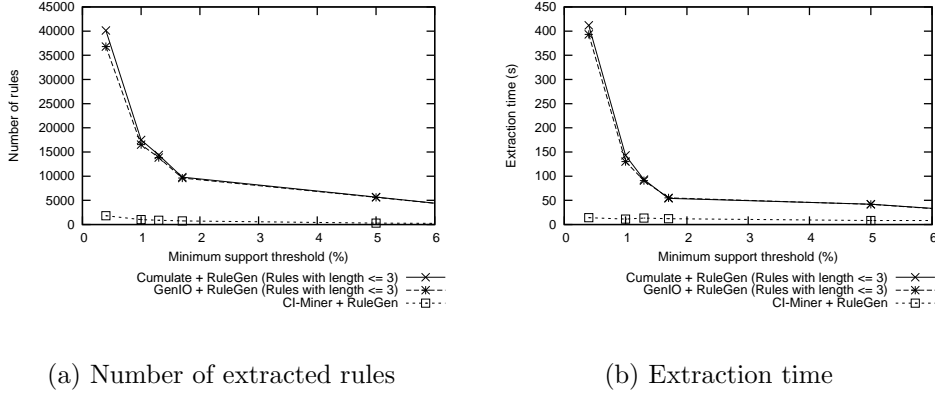 45000
40000
35000
30000
25000
20000
15000
10000
5000
0
Number of rules
0 1 2 3 4 5 6
Minimum support threshold (%)
Cumulate + RuleGen (Rules with length <= 3)
GenIO + RuleGen (Rules with length <= 3)
CI-Miner + RuleGen
(a) Number of extracted rules
450
400
350
300
250
200
150
100
50
0
Extraction time (s)
0 1 2 3 4 5 6
Minimum support threshold (%)
Cumulate + RuleGen (Rules with length <= 3)
GenIO + RuleGen (Rules with length <= 3)
CI-Miner + RuleGen
(b) Extraction time